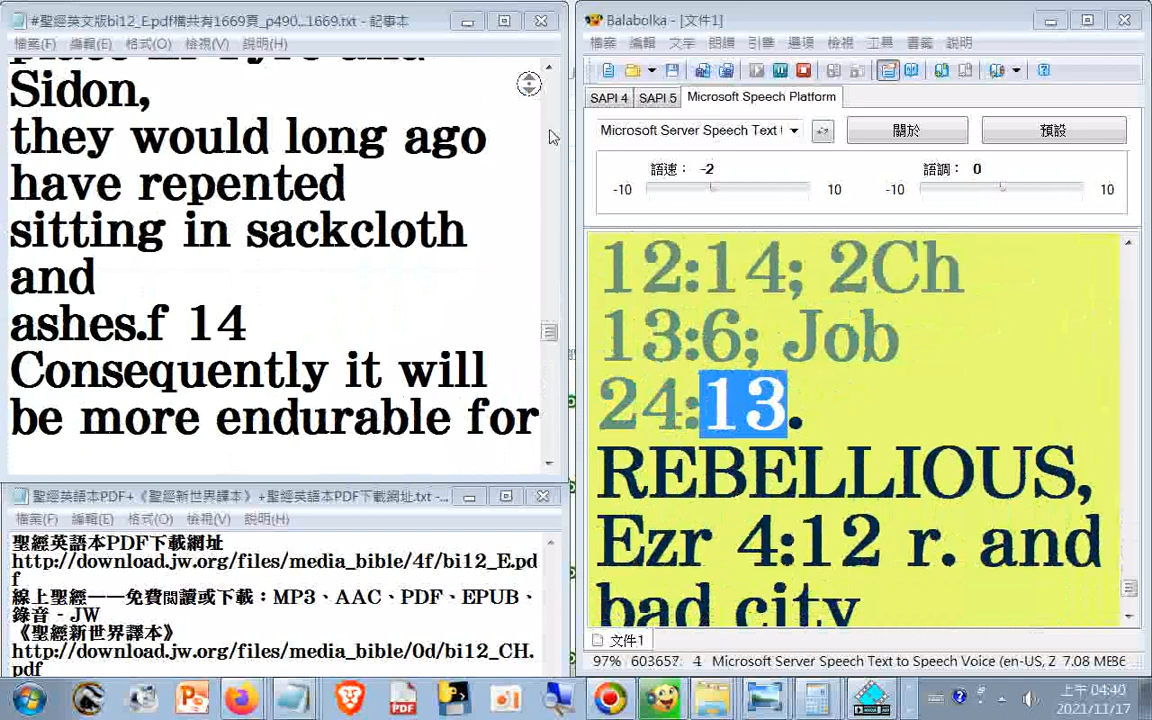 #聖經英文版bi12_E.pdf構共有1669頁_p490,..1669.txt - 記事本
檔案(F) 編輯(E) 格式(O) 檢視(V) 說明(H)
Sidon,
they would long ago
have repented
sitting in sackcloth
and
ashes.f 14
Consequently it will
be more endurable for
聖經英語本PDF+《聖經新世界譯本》+聖經英語本PDF下載網址.txt -...
檔案(F) 編輯(E) 格式(O) 檢視(V) 說明(H)
聖經英語本PDF下載網址
http://download.jw.org/files/media_bible/4f/bi12_E.pd
f
線上聖經——免費閱讀或下載：MP3、AAC、PDF、EPUB、
錄音 - JW
《聖經新世界譯本》
http://download.jw.org/files/media_bible/0d/bi12_CH.
pdf
Balabolka - [文件1]
檔案 編輯 文字 朗讀 引擎 選項 檢視 工具 書籤 說明
SAPI 4 SAPI 5 Microsoft Speech Platform
Microsoft Server Speech Text 關於 預設
語速： -2 語調： 0
-10 10 -10 10
12:14; 2Ch
13:6; Job
24:13.
REBELLIOUS,
Ezr 4:12 r. and
bad city
文件1
97% 603657: 4 Microsoft Server Speech Text to Speech Voice (en-US, Z 7.08 MB
上午 04:40
2021/11/17